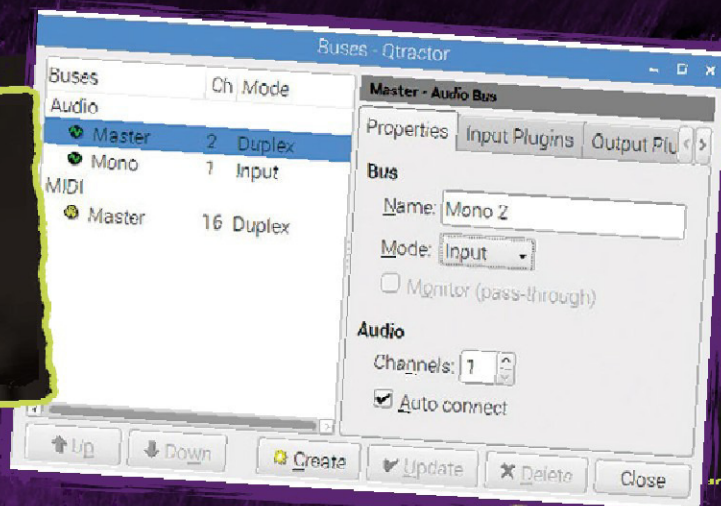 Buses - Qtractor
Buses Ch Mode
Audio
Master 2 Duplex
Mono 1 Input
MIDI
Master 16 Duplex
Master - Audio Bus
Properties Input Plugins Output Plu
Bus
Name: Mono 2
Mode: Input
Monitor (pass-through)
Audio
Channels: 1
Auto connect
Up Down Create Update Delete Close